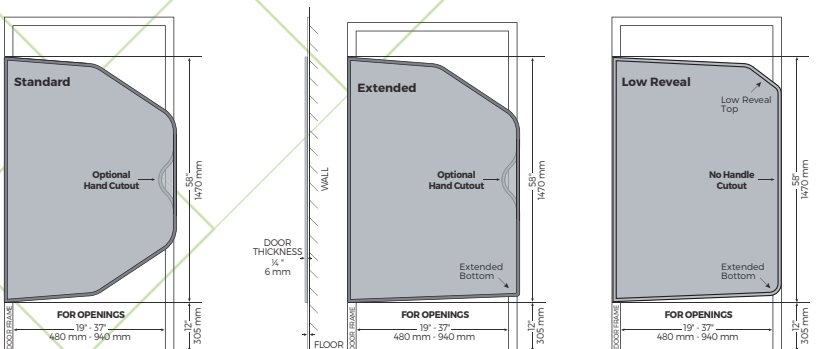 Standard
Optional
Hand Cutout
58"
1470 mm
DOOR FRAME
FOR OPENINGS
19" - 37"
480 mm - 940 mm
12"
305 mm
WALL
DOOR
THICKNESS
¼ "
6 mm
FLOOR
Extended
Optional
Hand Cutout
58"
1470 mm
Extended
Bottom
DOOR FRAME
FOR OPENINGS
19" - 37"
480 mm - 940 mm
12"
305 mm
Low Reveal
Low Reveal
Top
No Handle
Cutout
58"
1470 mm
Extended
Bottom
DOOR FRAME
FOR OPENINGS
19" - 37"
480 mm - 940 mm
12"
305 mm